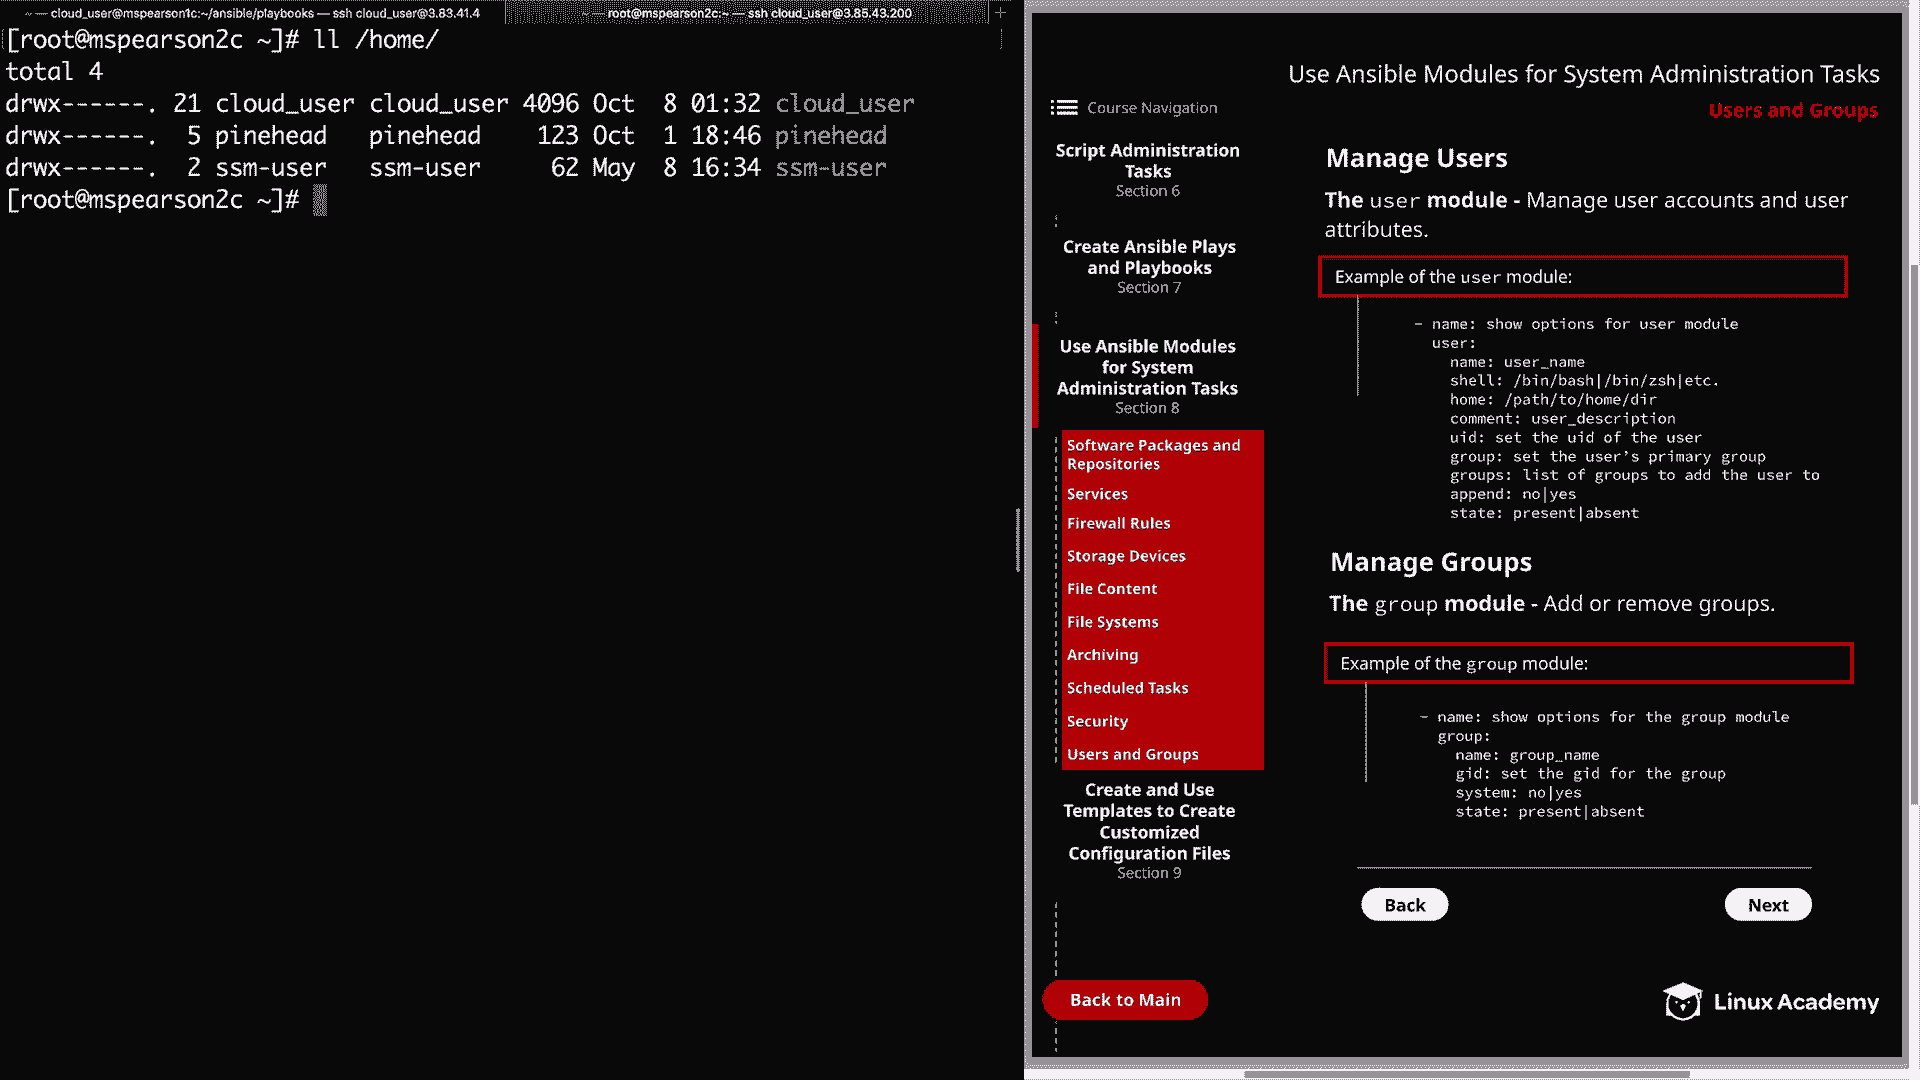 ~ — cloud_user@mspearson1c:~/ansible/playbooks — ssh cloud_user@3.83.41.4
~ — root@mspearson2c:~ — ssh cloud_user@3.85.43.200
+
[root@mspearson2c ~]# ll /home/
total 4
drwx------. 21 cloud_user cloud_user 4096 Oct  8 01:32 cloud_user
drwx------.  5 pinehead   pinehead    123 Oct  1 18:46 pinehead
drwx------.  2 ssm-user   ssm-user     62 May  8 16:34 ssm-user
[root@mspearson2c ~]#
Use Ansible Modules for System Administration Tasks
Users and Groups
Course Navigation
Script Administration
Tasks
Section 6
Create Ansible Plays
and Playbooks
Section 7
Use Ansible Modules
for System
Administration Tasks
Section 8
Software Packages and
Repositories
Services
Firewall Rules
Storage Devices
File Content
File Systems
Archiving
Scheduled Tasks
Security
Users and Groups
Create and Use
Templates to Create
Customized
Configuration Files
Section 9
Back to Main
Manage Users
The user module - Manage user accounts and user
attributes.
Example of the user module:
- name: show options for user module
user:
name: user_name
shell: /bin/bash|/bin/zsh|etc.
home: /path/to/home/dir
comment: user_description
uid: set the uid of the user
group: set the user’s primary group
groups: list of groups to add the user to
append: no|yes
state: present|absent
Manage Groups
The group module - Add or remove groups.
Example of the group module:
- name: show options for the group module
group:
name: group_name
gid: set the gid for the group
system: no|yes
state: present|absent
Back
Next
Linux Academy